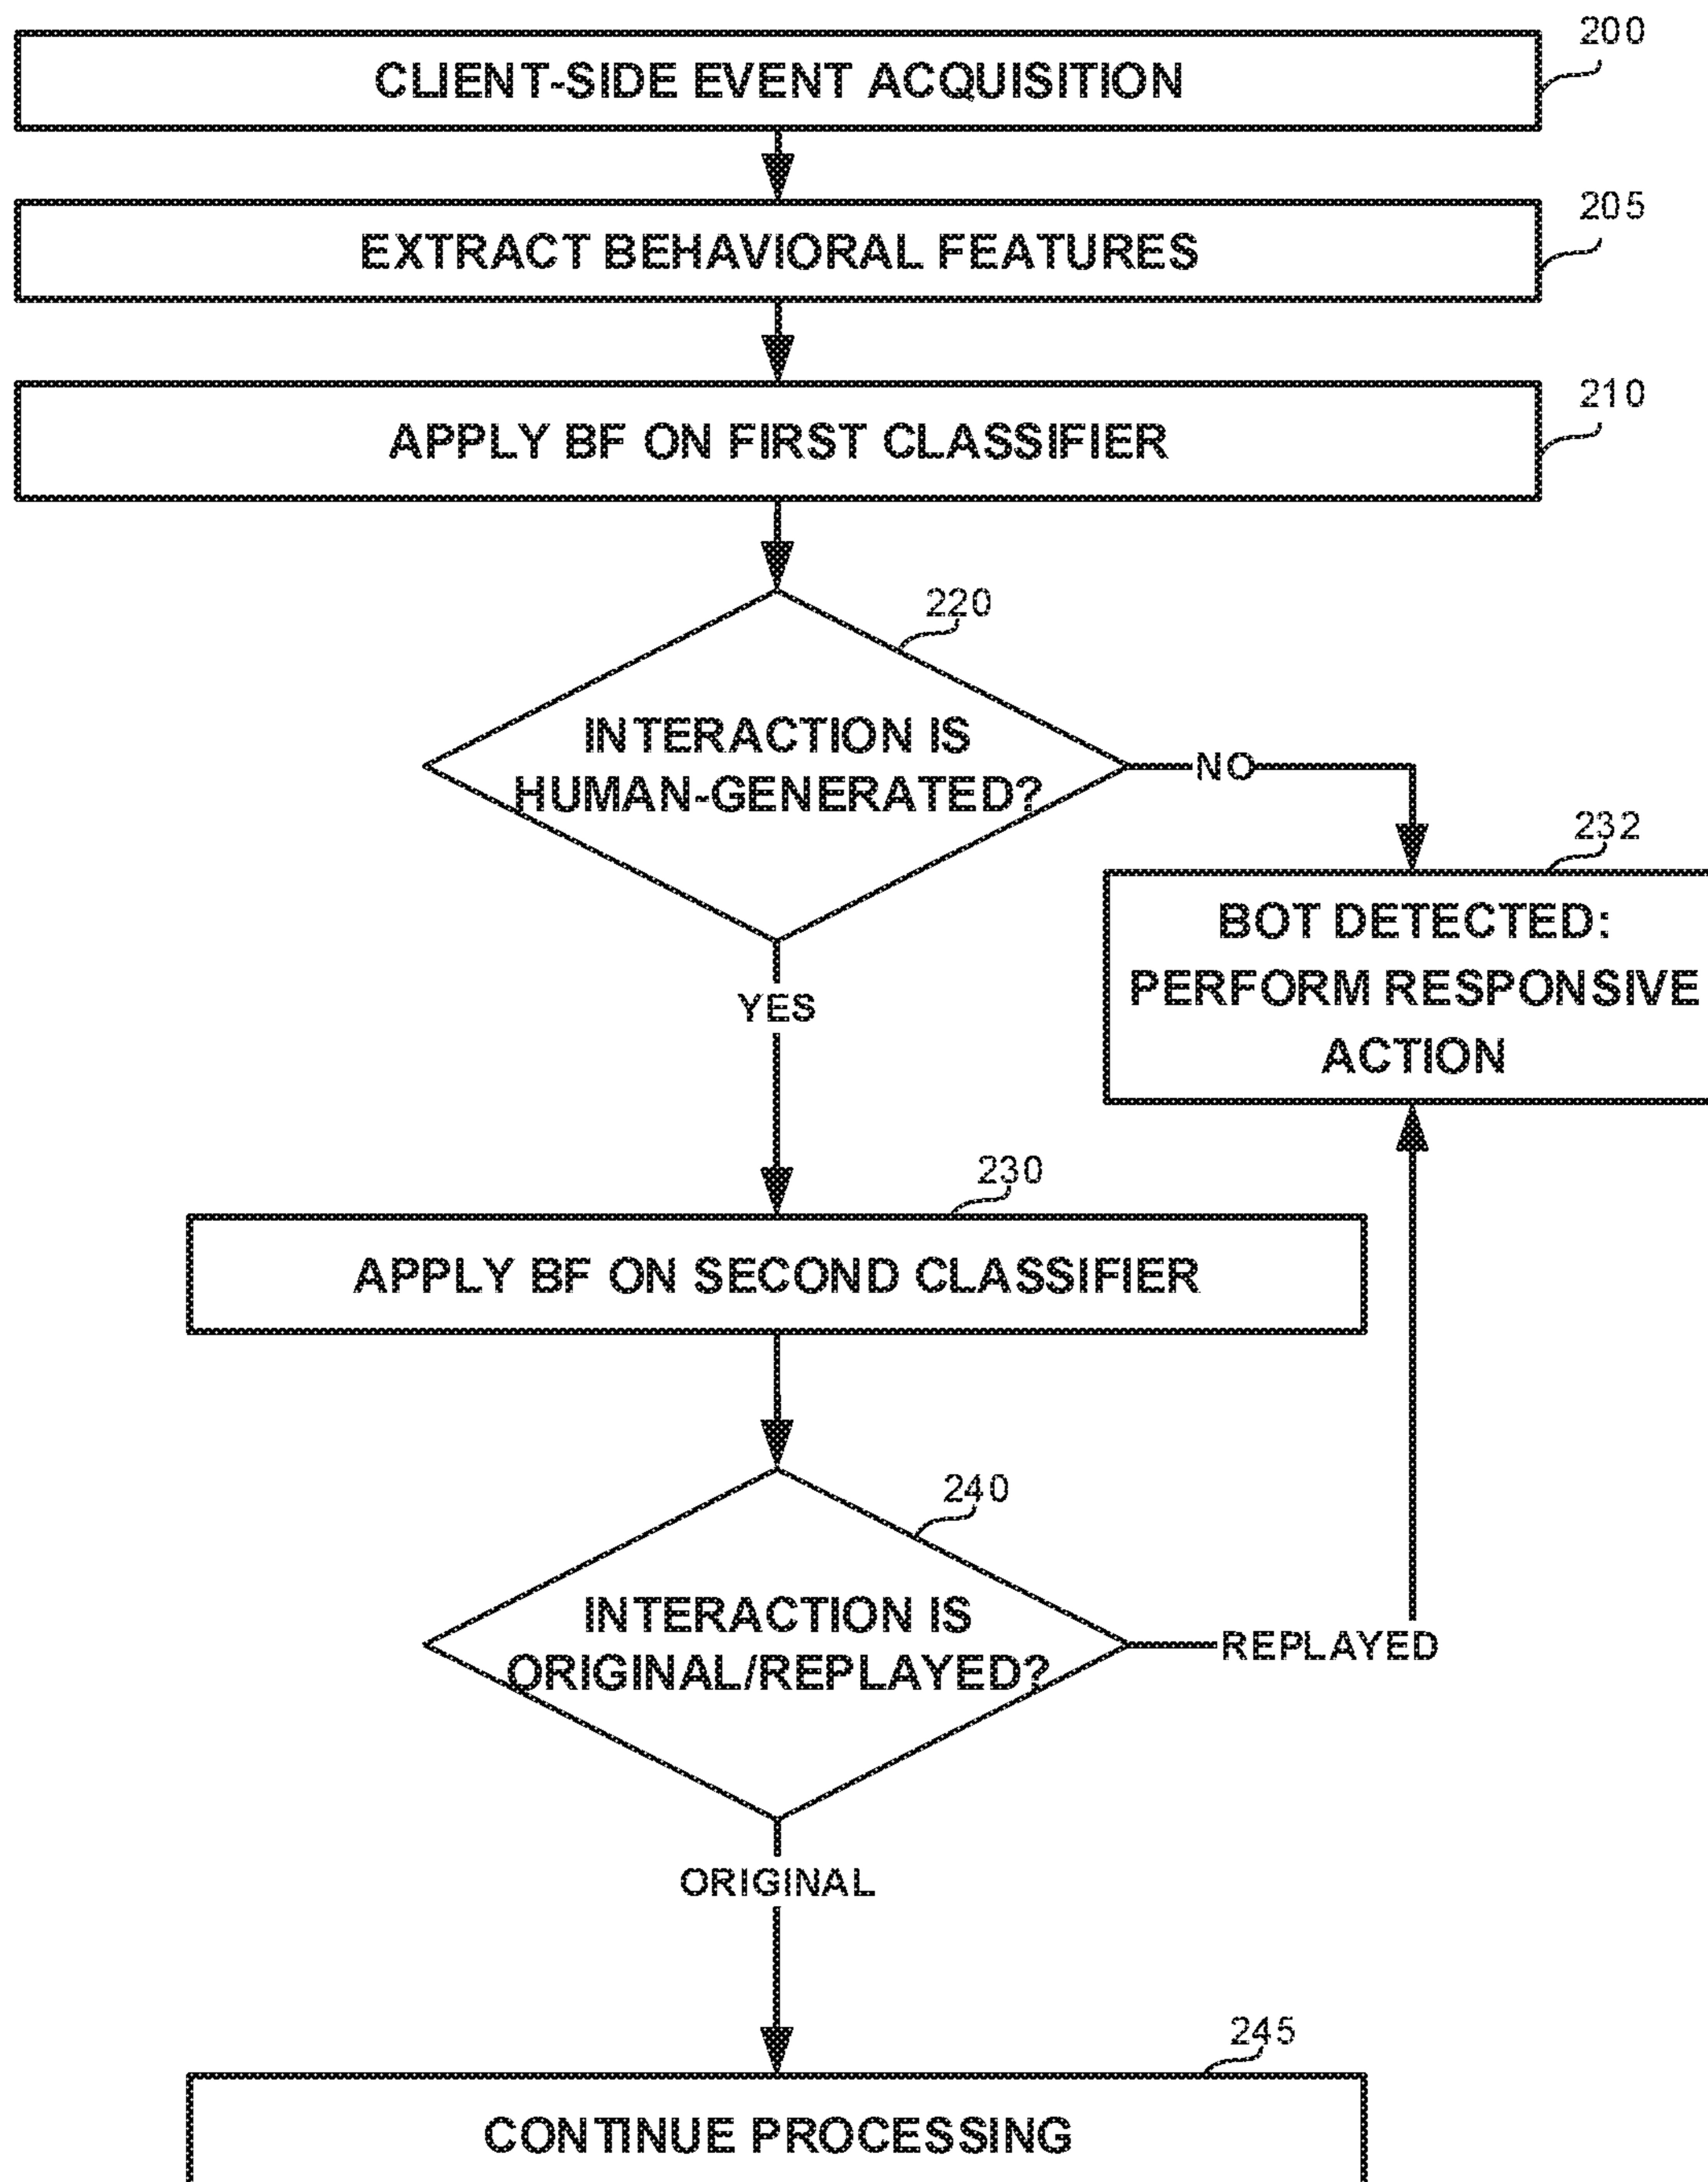 200
CLIENT-SIDE EVENT ACQUISITION
205
EXTRACT BEHAVIORAL FEATURES
210
APPLY BF ON FIRST CLASSIFIER
220
INTERACTION IS
HUMAN-GENERATED?
NO
232
BOT DETECTED:
PERFORM RESPONSIVE
ACTION
YES
230
APPLY BF ON SECOND CLASSIFIER
240
INTERACTION IS
ORIGINAL/REPLAYED?
REPLAYED
ORIGINAL
245
CONTINUE PROCESSING